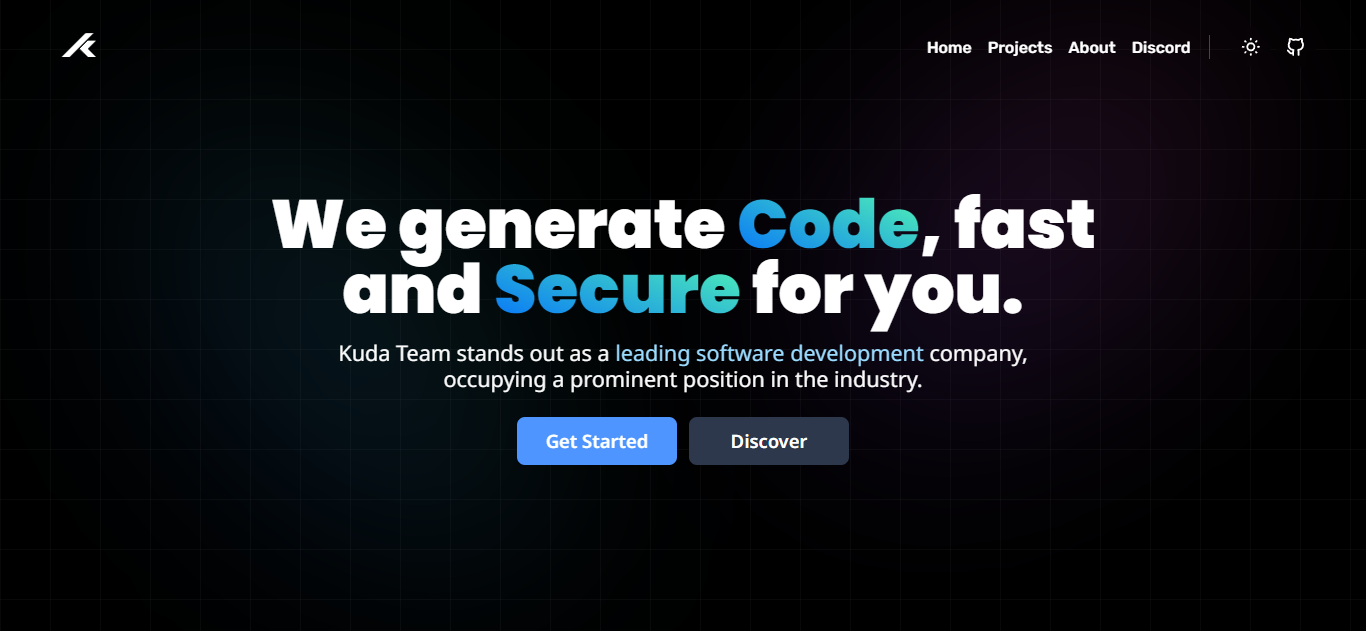 Home Projects About Discord
We generate Code, fast
and Secure for you.
Kuda Team stands out as a leading software development company,
occupying a prominent position in the industry.
Get Started Discover